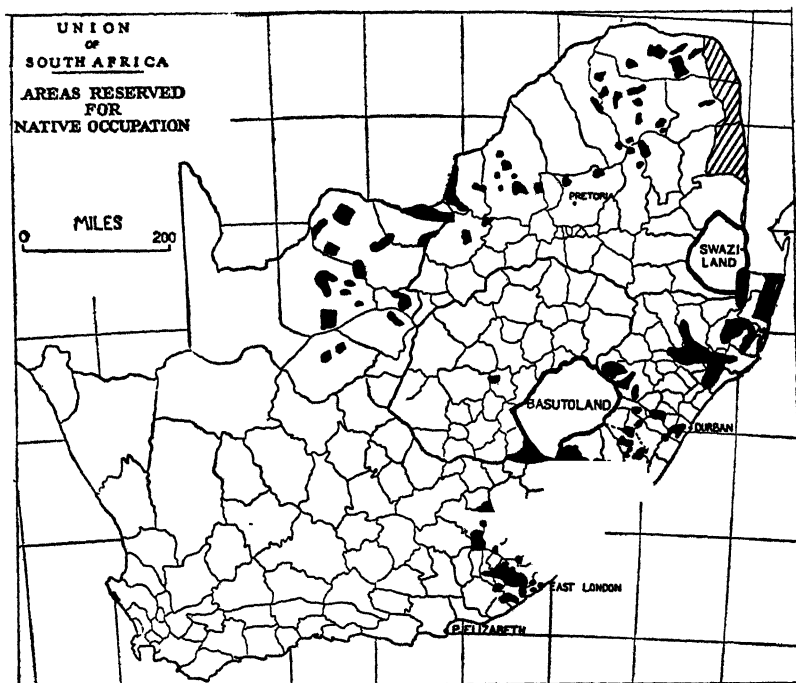 UNION
OF
SOUTH AFRICA
AREAS RESERVED
FOR
NATIVE OCCUPATION
MILES
0 200
PRETORIA
SWAZI-
LAND
BASUTOLAND
DURBAN
EAST LONDON
P. ELIZABETH